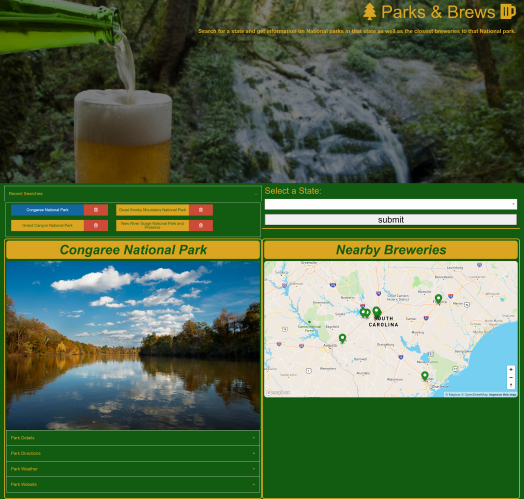 Parks & Brews
Search for a state and get information on National parks in that state as well as the closest breweries to that National park.
Recent Searches
Select a State:
Congaree National Park
Great Smoky Mountains National Park
Grand Canyon National Park
New River Gorge National Park and
Preserve
submit
Congaree National Park
Nearby Breweries
SOUTH
CAROLINA
Park Details
Park Directions
Park Weather
Park Website